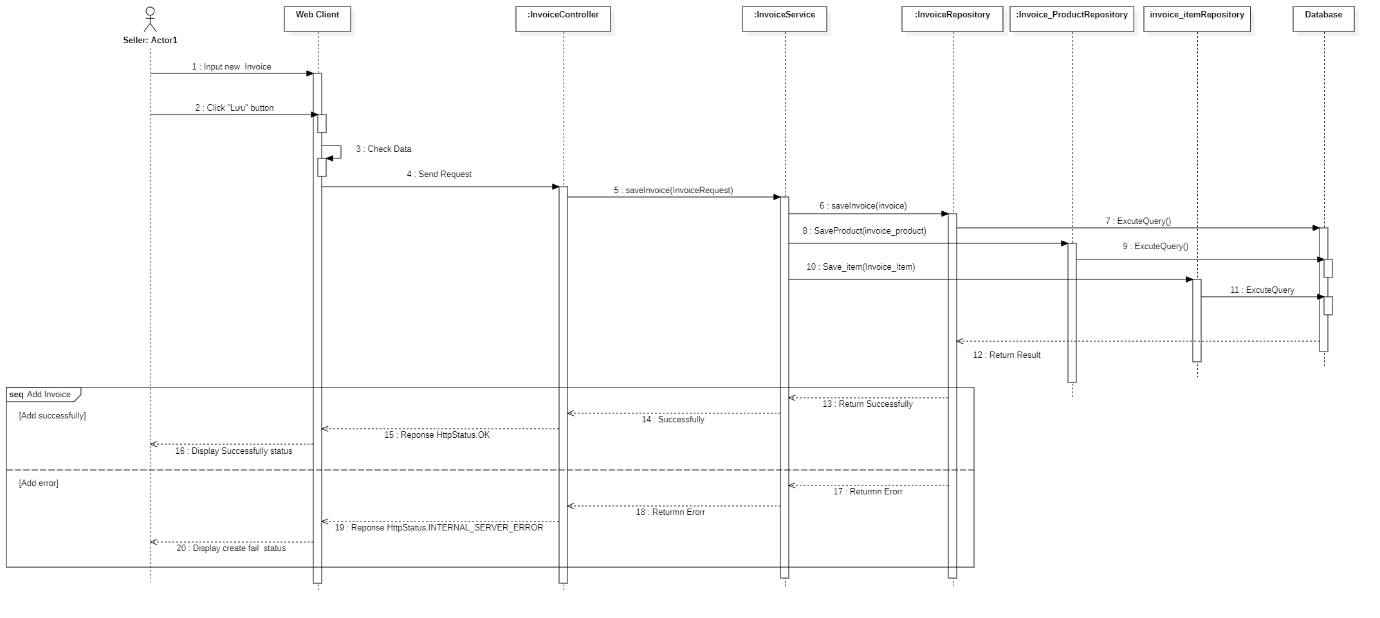 Seller: Actor1
Web Client
:InvoiceController
:InvoiceService
:InvoiceRepository
:Invoice_ProductRepository
invoice_itemRepository
Database
1 : Input new Invoice
2 : Click "Lưu" button
3 : Check Data
4 : Send Request
5 : saveInvoice(InvoiceRequest)
6 : saveInvoice(invoice)
7 : ExcuteQuery()
8 : SaveProduct(invoice_product)
9 : ExcuteQuery()
10 : Save_item(Invoice_Item)
11 : ExcuteQuery
12 : Return Result
seq Add Invoice
[Add successfully]
13 : Return Successfully
14 : Successfully
15 : Reponse HttpStatus.OK
16 : Display Successfully status
[Add error]
17 : Returmn Erorr
18 : Returmn Erorr
19 : Reponse HttpStatus.INTERNAL_SERVER_ERROR
20 : Display create fail status